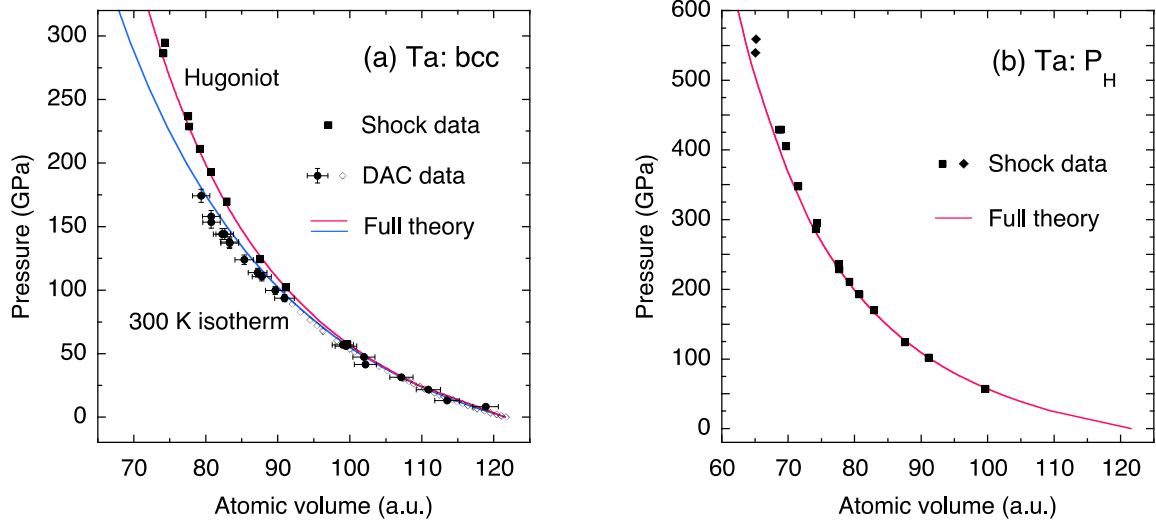 (a) Ta: bcc
Hugoniot
Shock data
DAC data
Full theory
300 K isotherm
Pressure (GPa)
300
250
200
150
100
50
0
70 80 90 100 110 120
Atomic volume (a.u.)
(b) Ta: P_H
Shock data
Full theory
Pressure (GPa)
600
500
400
300
200
100
0
60 70 80 90 100 110 120
Atomic volume (a.u.)